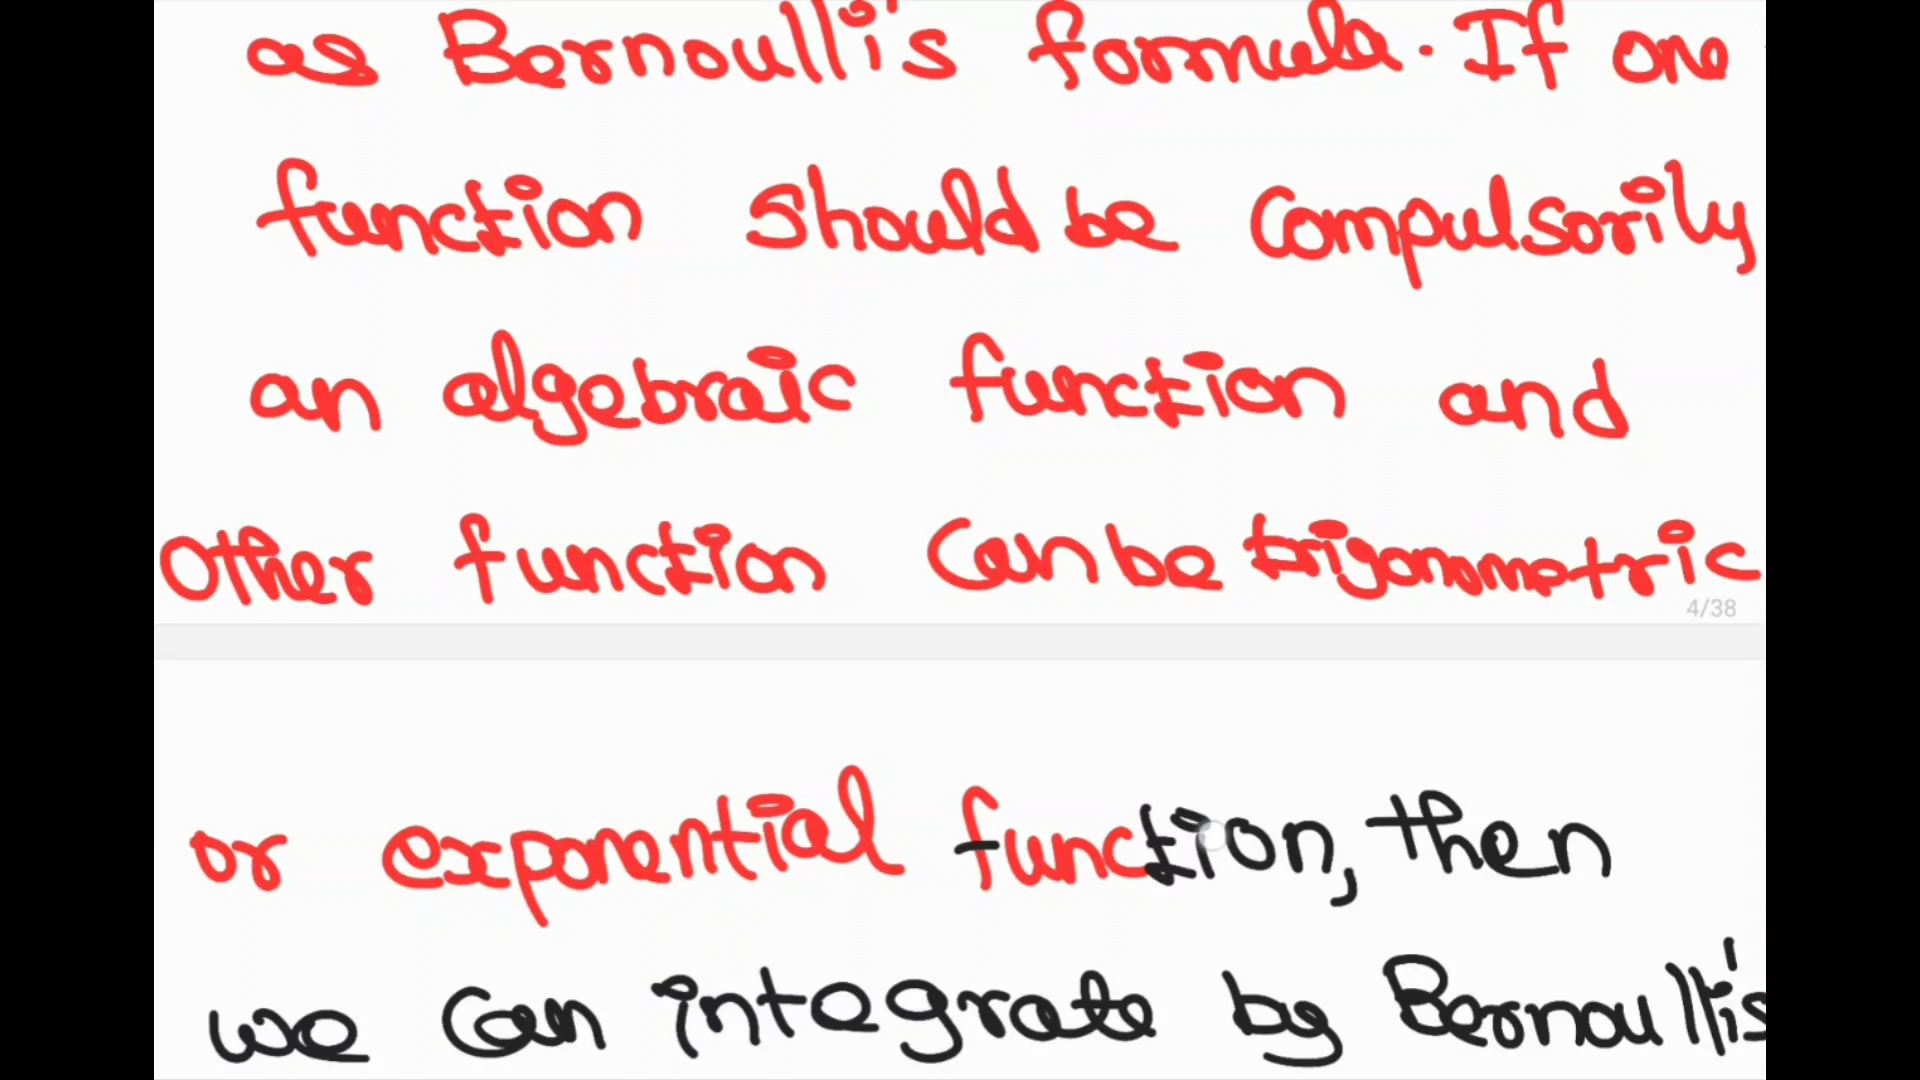 as Bernoulli's formula. If one
function should be compulsorily
an algebraic function and
Other function can be trigonometric
4/38
or exponential function, then
we can integrate by Bernoulli's